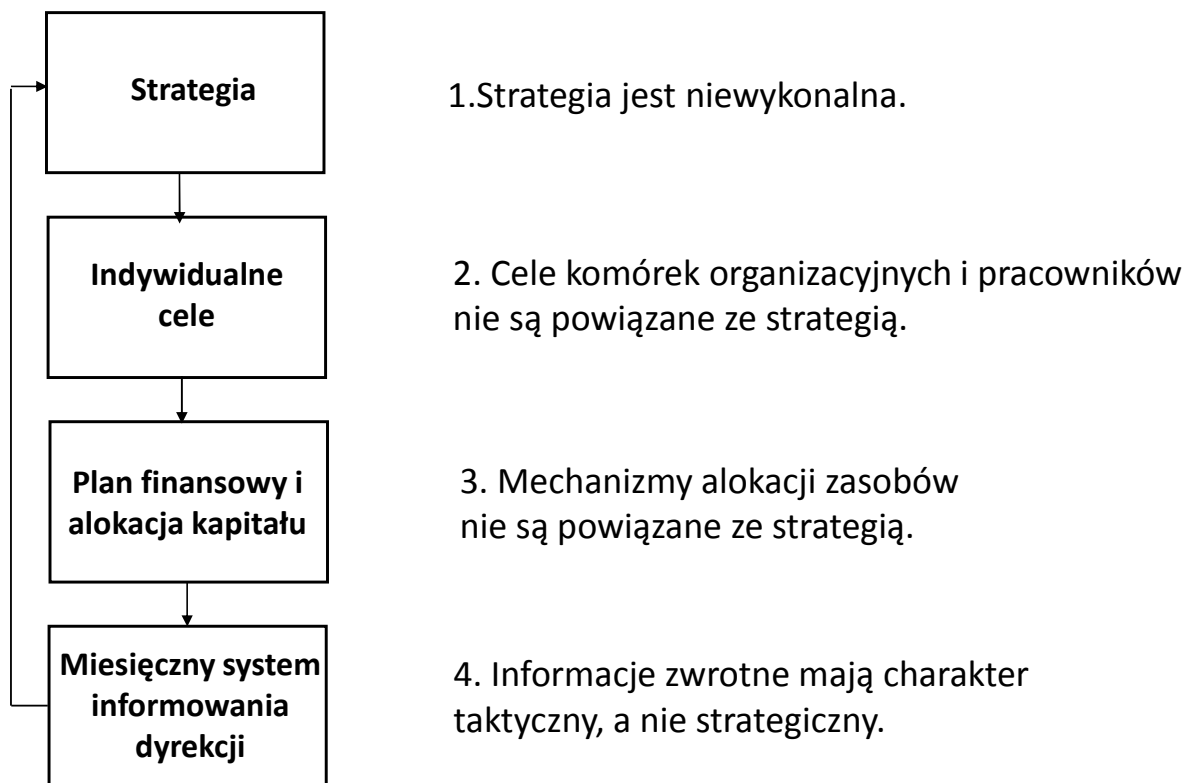 Strategia
1.Strategia jest niewykonalna.
Indywidualne
cele
2. Cele komórek organizacyjnych i pracowników
nie są powiązane ze strategią.
Plan finansowy i
alokacja kapitału
3. Mechanizmy alokacji zasobów
nie są powiązane ze strategią.
Miesięczny system
informowania
dyrekcji
4. Informacje zwrotne mają charakter
taktyczny, a nie strategiczny.